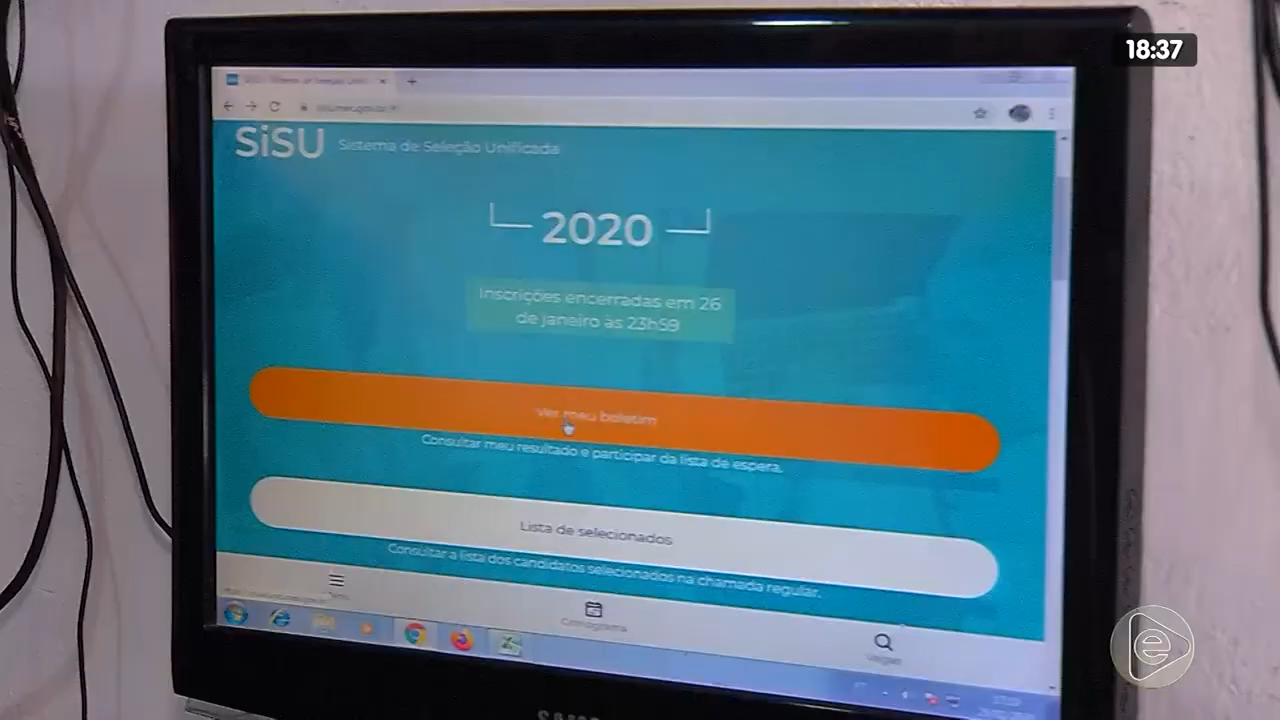 18:37
SiSU Sistema de Seleção Unificada
2020
Inscrições encerradas em 26
de janeiro às 23h59
Ver meu boletim
Consultar meu resultado e participar da lista de espera.
Lista de selecionados
Consultar a lista dos candidatos selecionados na chamada regular.
Cronograma
Vagas
e